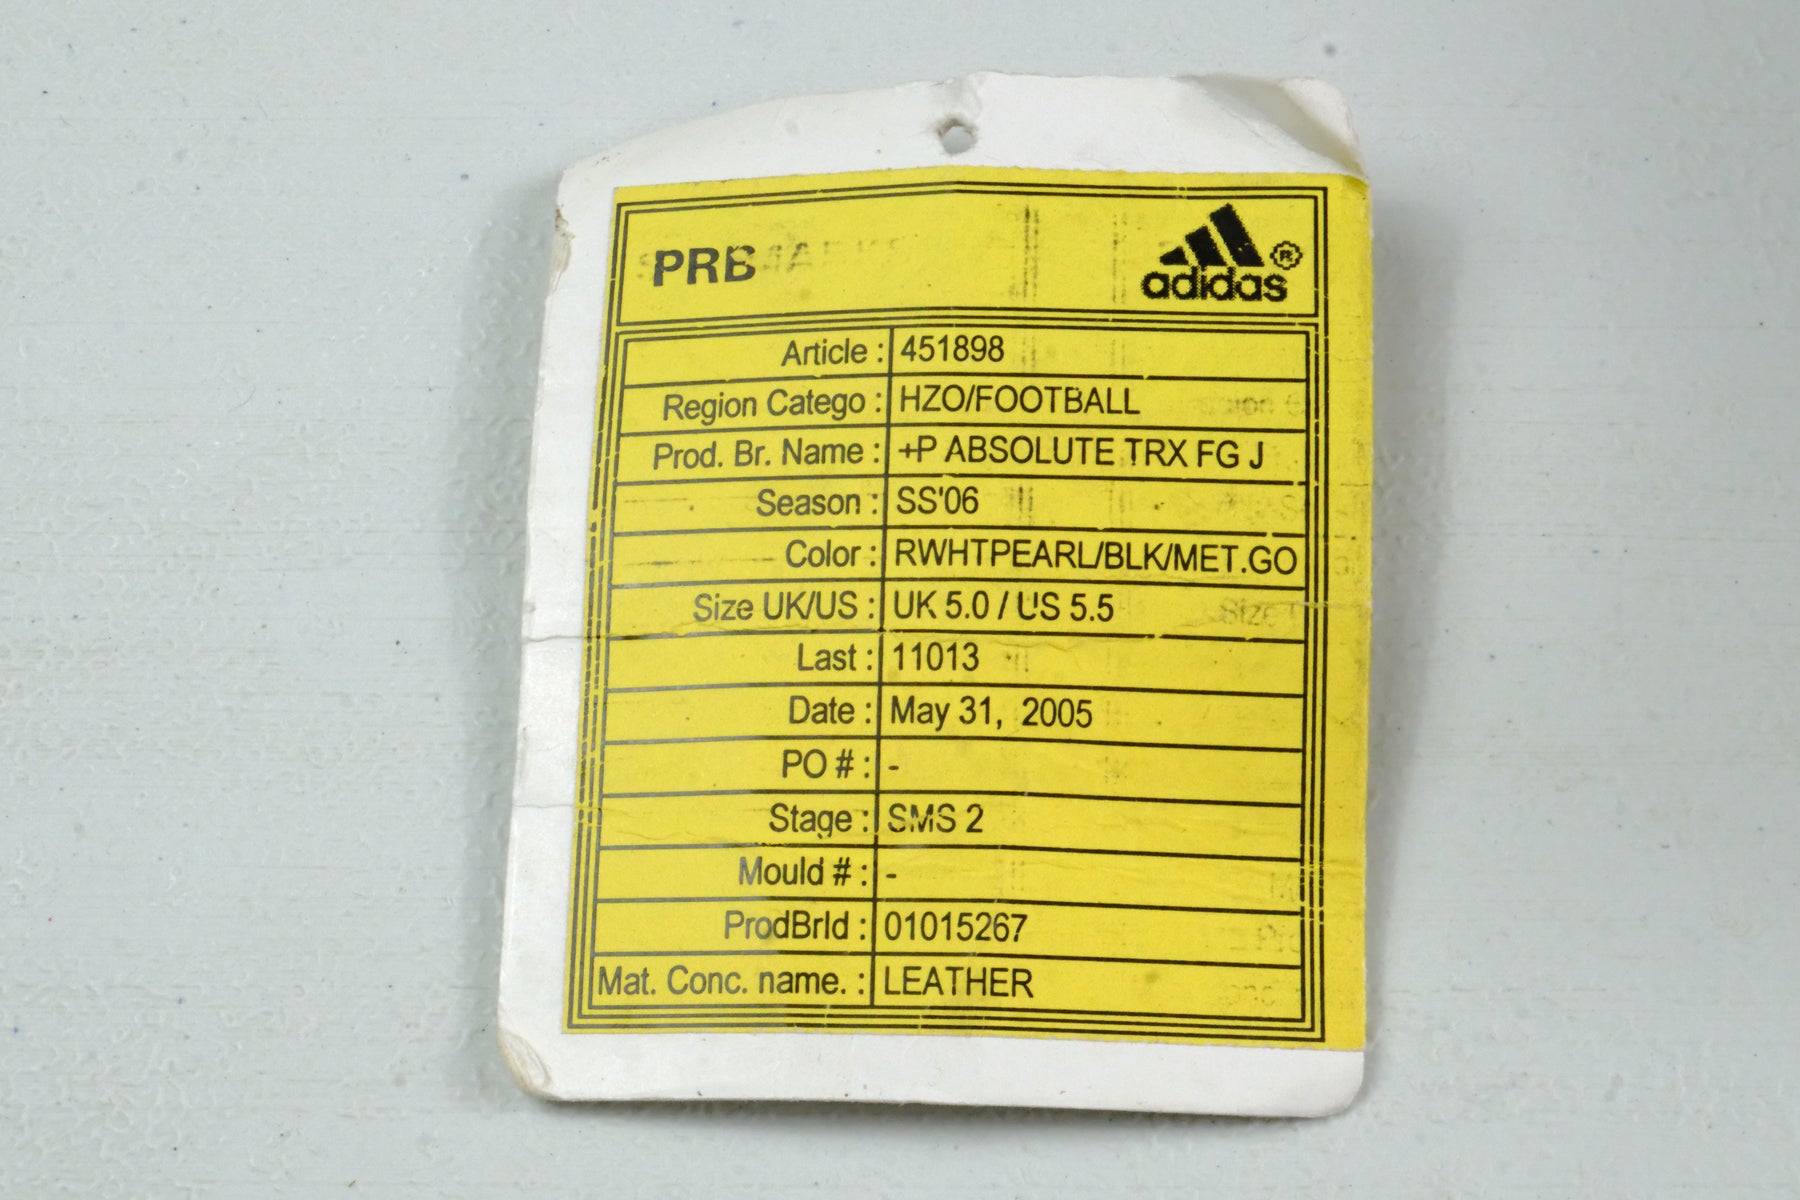 PRB
adidas ®
Article : 451898
Region Catego : HZO/FOOTBALL
Prod. Br. Name : +P ABSOLUTE TRX FG J
Season : SS'06
Color : RWHTPEARL/BLK/MET.GO
Size UK/US : UK 5.0 / US 5.5
Last : 11013
Date : May 31, 2005
PO # : -
Stage : SMS 2
Mould # : -
ProdBrId : 01015267
Mat. Conc. name. : LEATHER